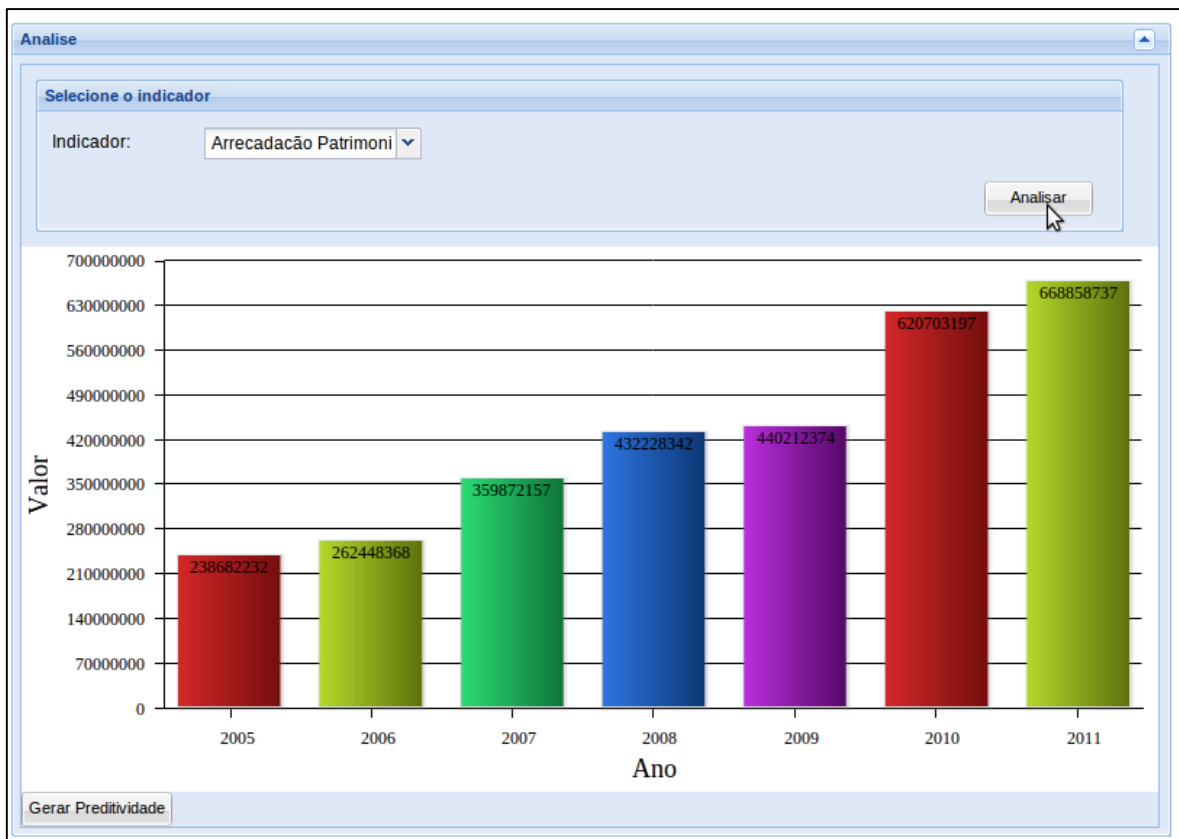 Analise
Selecione o indicador
Indicador: Arrecadacão Patrimoni
Analisar
700000000
630000000
560000000
490000000
420000000
350000000
280000000
210000000
140000000
70000000
0
Valor
238682232
262448368
359872157
432228342
440212374
620703197
668858737
2005 2006 2007 2008 2009 2010 2011
Ano
Gerar Preditividade